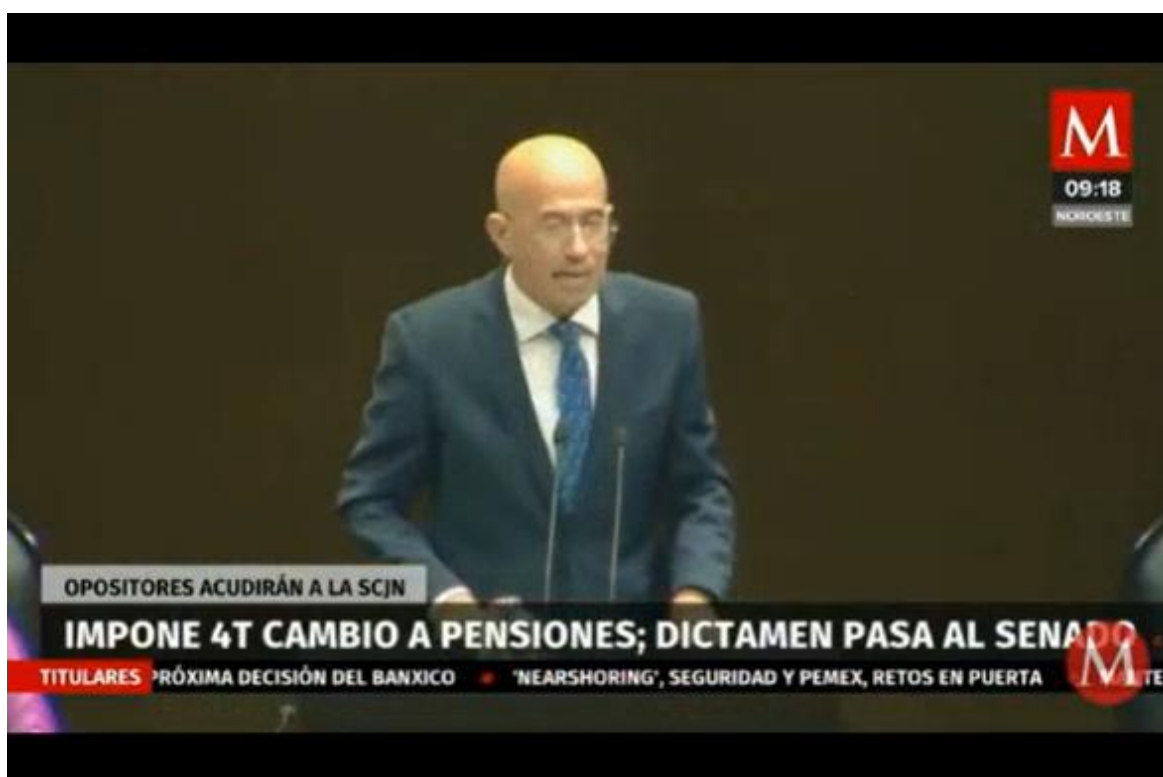 M
09:18
NOROESTE
OPOSITORES ACUDIRÁN A LA SCJN
IMPONE 4T CAMBIO A PENSIONES; DICTAMEN PASA AL SENADO
TITULARES PRÓXIMA DECISIÓN DEL BANXICO • 'NEARSHORING', SEGURIDAD Y PEMEX, RETOS EN PUERTA
M